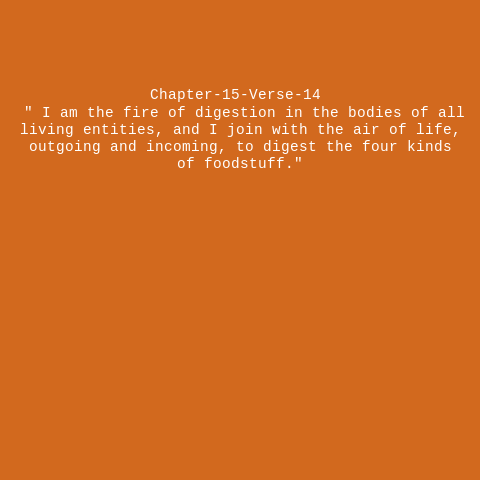 Chapter-15-Verse-14
" I am the fire of digestion in the bodies of all
living entities, and I join with the air of life,
outgoing and incoming, to digest the four kinds
of foodstuff."